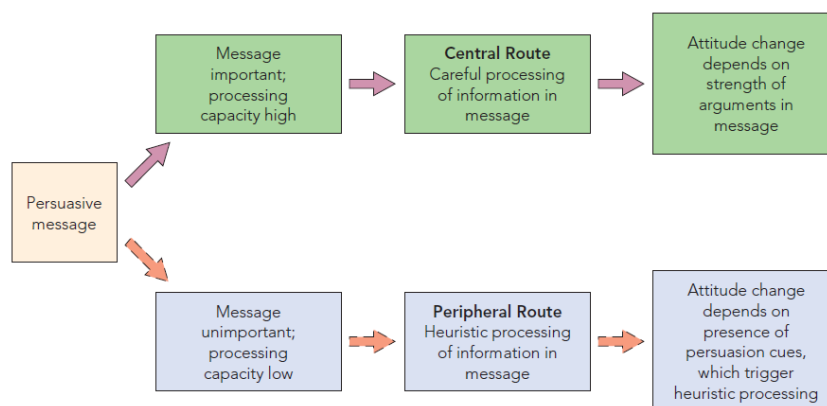 Persuasive
message
Message
important;
processing
capacity high
Central Route
Careful processing
of information in
message
Attitude change
depends on
strength of
arguments in
message
Message
unimportant;
processing
capacity low
Peripheral Route
Heuristic processing
of information in
message
Attitude change
depends on
presence of
persuasion cues,
which trigger
heuristic processing